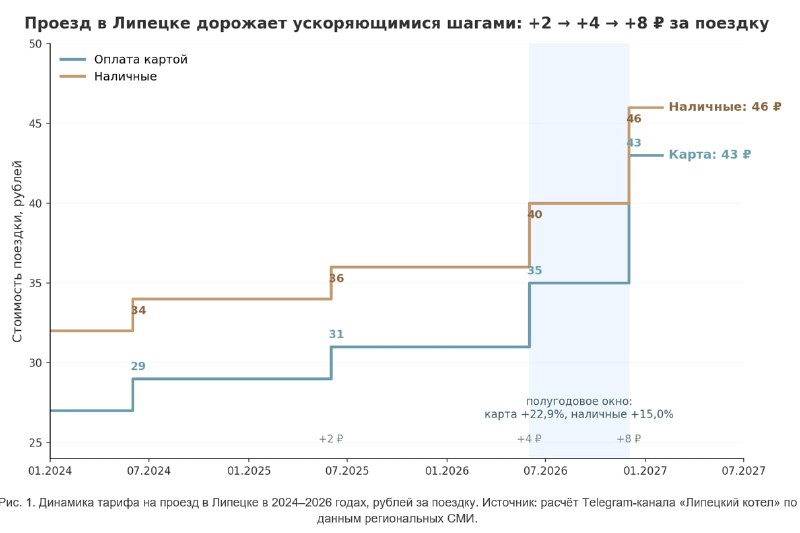 Проезд в Липецке дорожает ускоряющимися шагами: +2 → +4 → +8 ₽ за поездку
50
Оплата картой
Наличные
Наличные: 46 ₽
46
45
43
Карта: 43 ₽
Стоимость поездки, рублей
40
40
36
35
35
34
31
30
29
полугодовое окно:
карта +22,9%, наличные +15,0%
25
+2 ₽
+4 ₽
+8 ₽
01.2024
07.2024
01.2025
07.2025
01.2026
07.2026
01.2027
07.2027
Рис. 1. Динамика тарифа на проезд в Липецке в 2024–2026 годах, рублей за поездку. Источник: расчёт Telegram-канала «Липецкий котел» по
данным региональных СМИ.